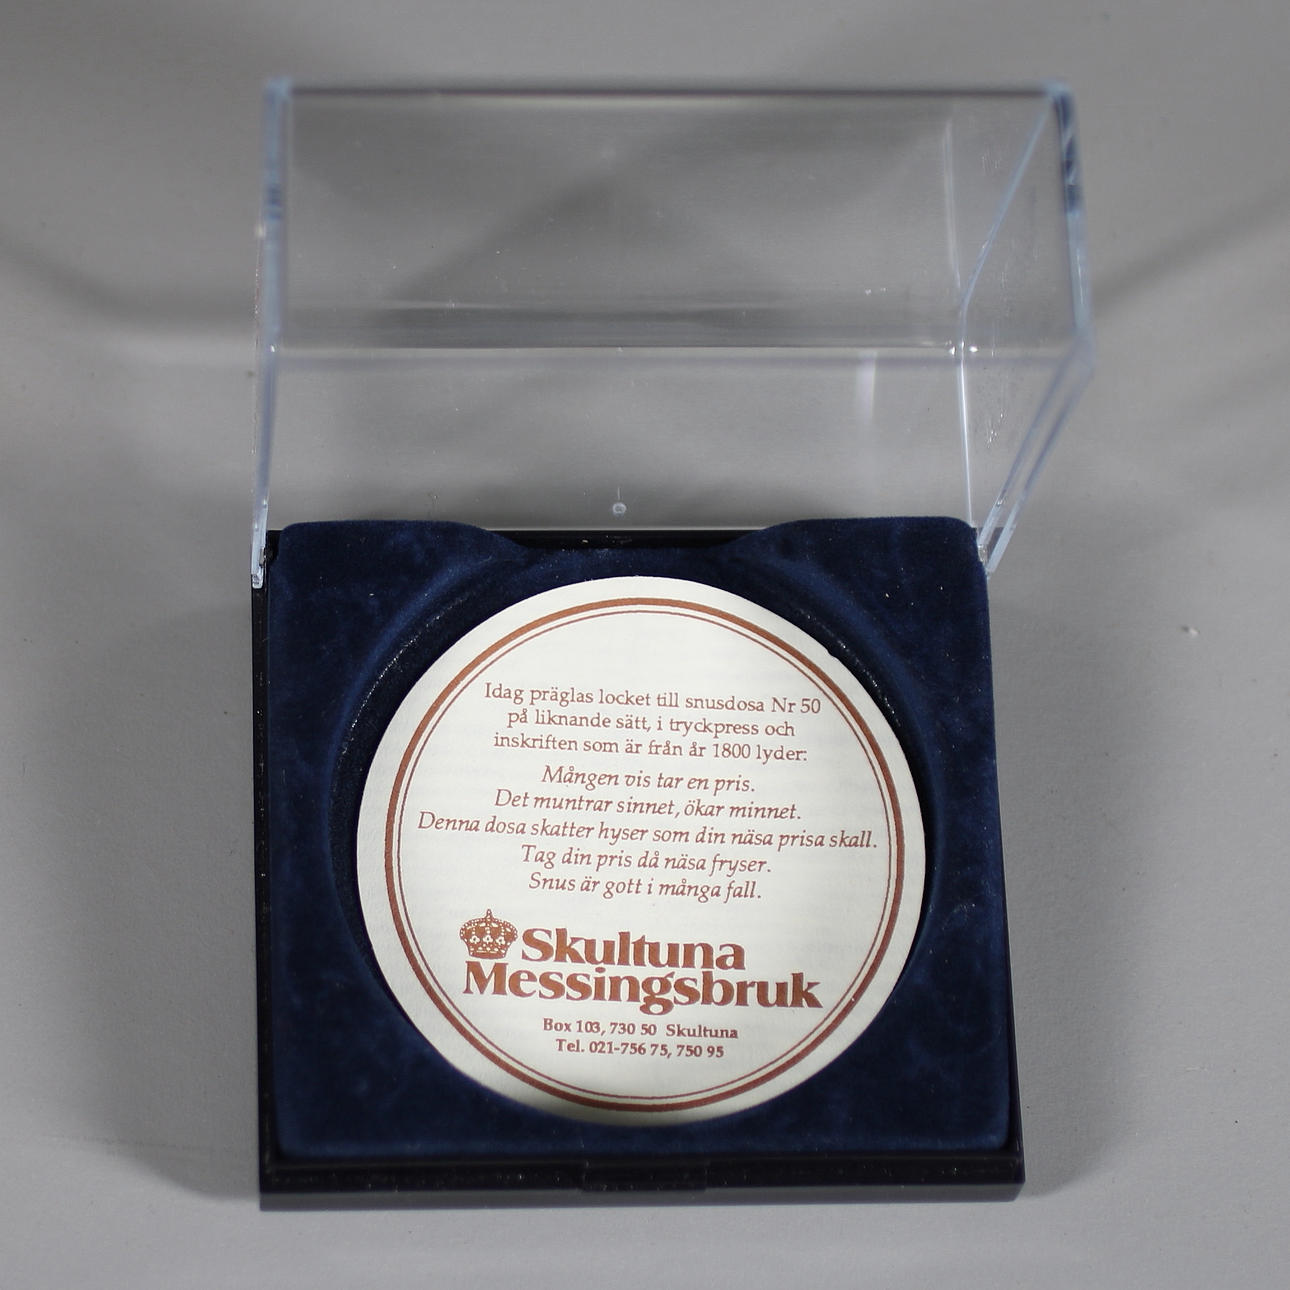 Idag präglas locket till snusdosa Nr 50
på liknande sätt, i tryckpress och
inskriften som är från år 1800 lyder:
Mången vis tar en pris.
Det muntrar sinnet, ökar minnet.
Denna dosa skatter hyser som din näsa prisa skall.
Tag din pris då näsa fryser.
Snus är gott i många fall.
Skultuna
Messingsbruk
Box 103, 730 50 Skultuna
Tel. 021-756 75, 750 95